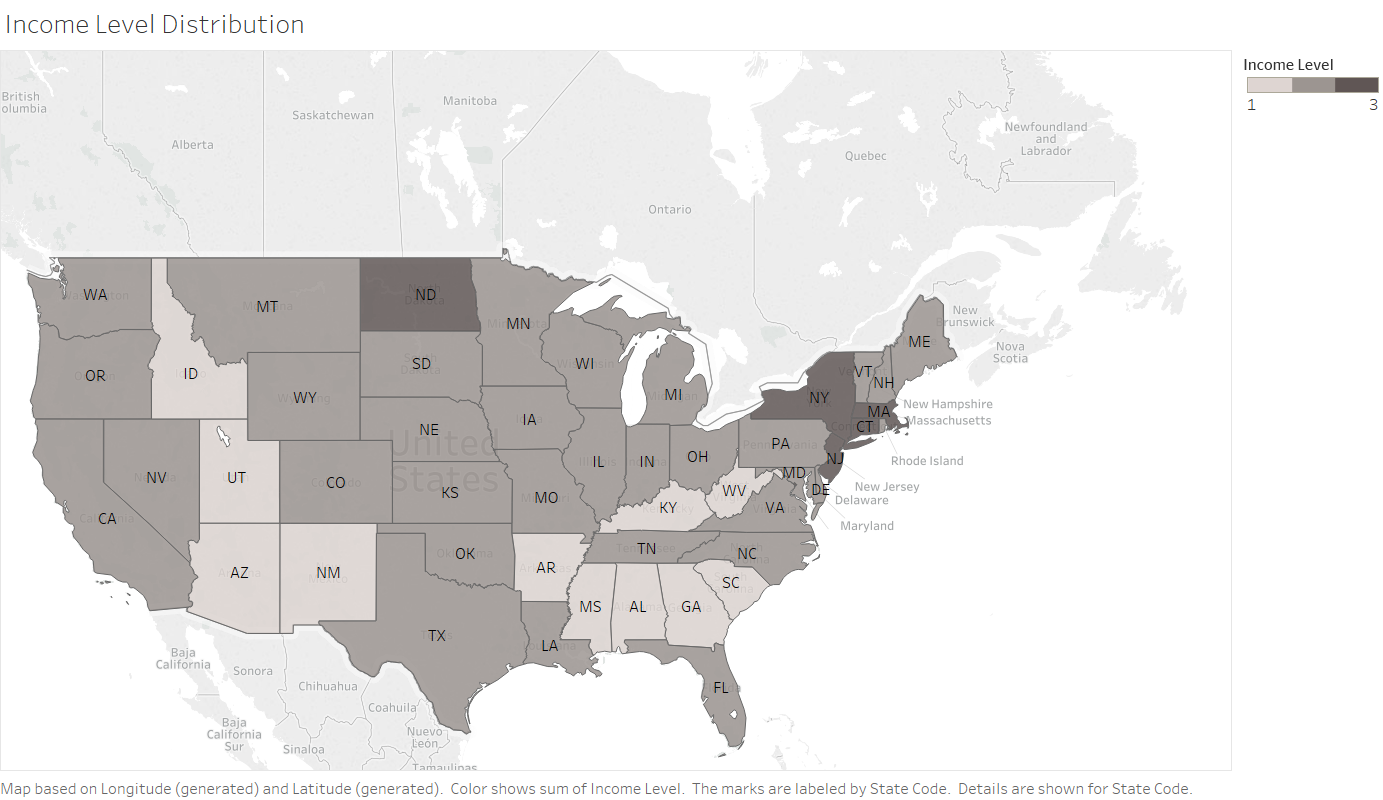 Income Level Distribution
Income Level
1
3
British
olumbia
Alberta
Saskatchewan
Manitoba
Ontario
Quebec
Newfoundland
and
Labrador
New
Brunswick
Nova
Scotia
WA
MT
ND
MN
ME
OR
ID
WY
SD
WI
MI
VT
NH
NY
MA
CT
New Hampshire
Massachusetts
Rhode Island
NV
UT
CO
NE
KS
IA
IL
IN
OH
PA
NJ
New Jersey
MD
DE
Delaware
Maryland
United
States
CA
AZ
NM
OK
MO
KY
WV
VA
TN
NC
AR
SC
MS
AL
GA
TX
LA
FL
Baja
California
Sonora
Chihuahua
Coahuila
Baja
California
Sur
Sinaloa
Nuevo
León
Tamaulipas
Map based on Longitude (generated) and Latitude (generated).  Color shows sum of Income Level.  The marks are labeled by State Code.  Details are shown for State Code.